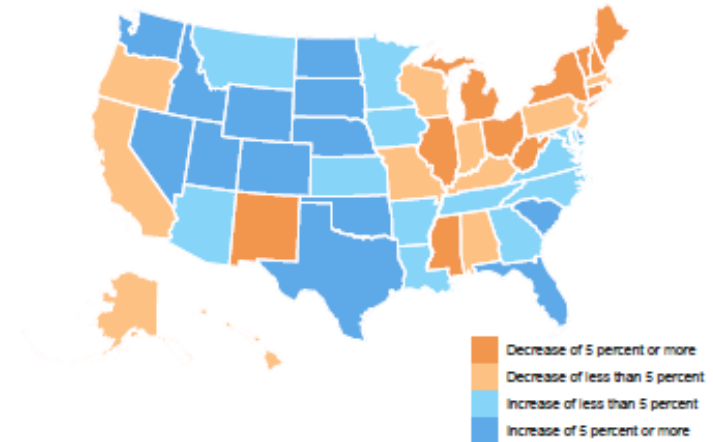 Decrease of 5 percent or more
Decrease of less than 5 percent
Increase of less than 5 percent
Increase of 5 percent or more